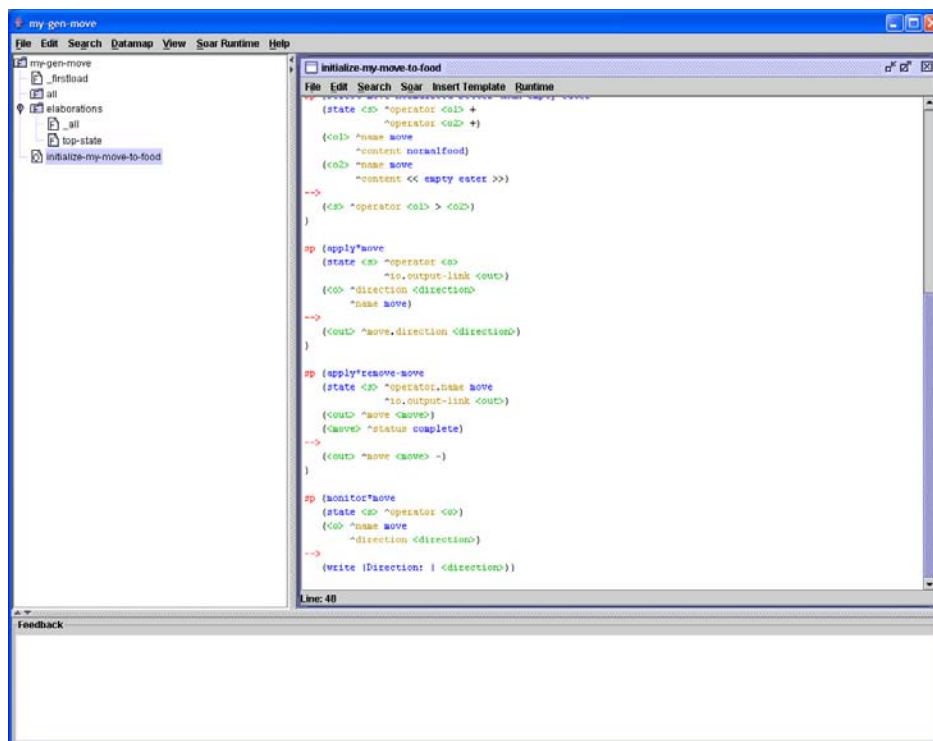 my-gen-move
File Edit Search Datamap View Soar Runtime Help
my-gen-move
_firstload
all
elaborations
_all
top-state
initialize-my-move-to-food
initialize-my-move-to-food
File Edit Search Soar Insert Template Runtime
(state <s> ^operator <o1> +
^operator <o2> +)
(<o1> ^name move
^content normalfood)
(<o2> ^name move
^content << empty eater >>)
-->
(<s> ^operator <o1> > <o2>)
)
sp {apply*move
(state <s> ^operator <o>
^io.output-link <out>)
(<o> ^direction <direction>
^name move)
-->
(<out> ^move.direction <direction>)
}
sp {apply*remove-move
(state <s> ^operator.name move
^io.output-link <out>)
(<out> ^move <move>)
(<move> ^status complete)
-->
(<out> ^move <move> -)
}
sp {monitor*move
(state <s> ^operator <o>)
(<o> ^name move
^direction <direction>)
-->
(write |Direction: | <direction>)}
Line: 40
Feedback